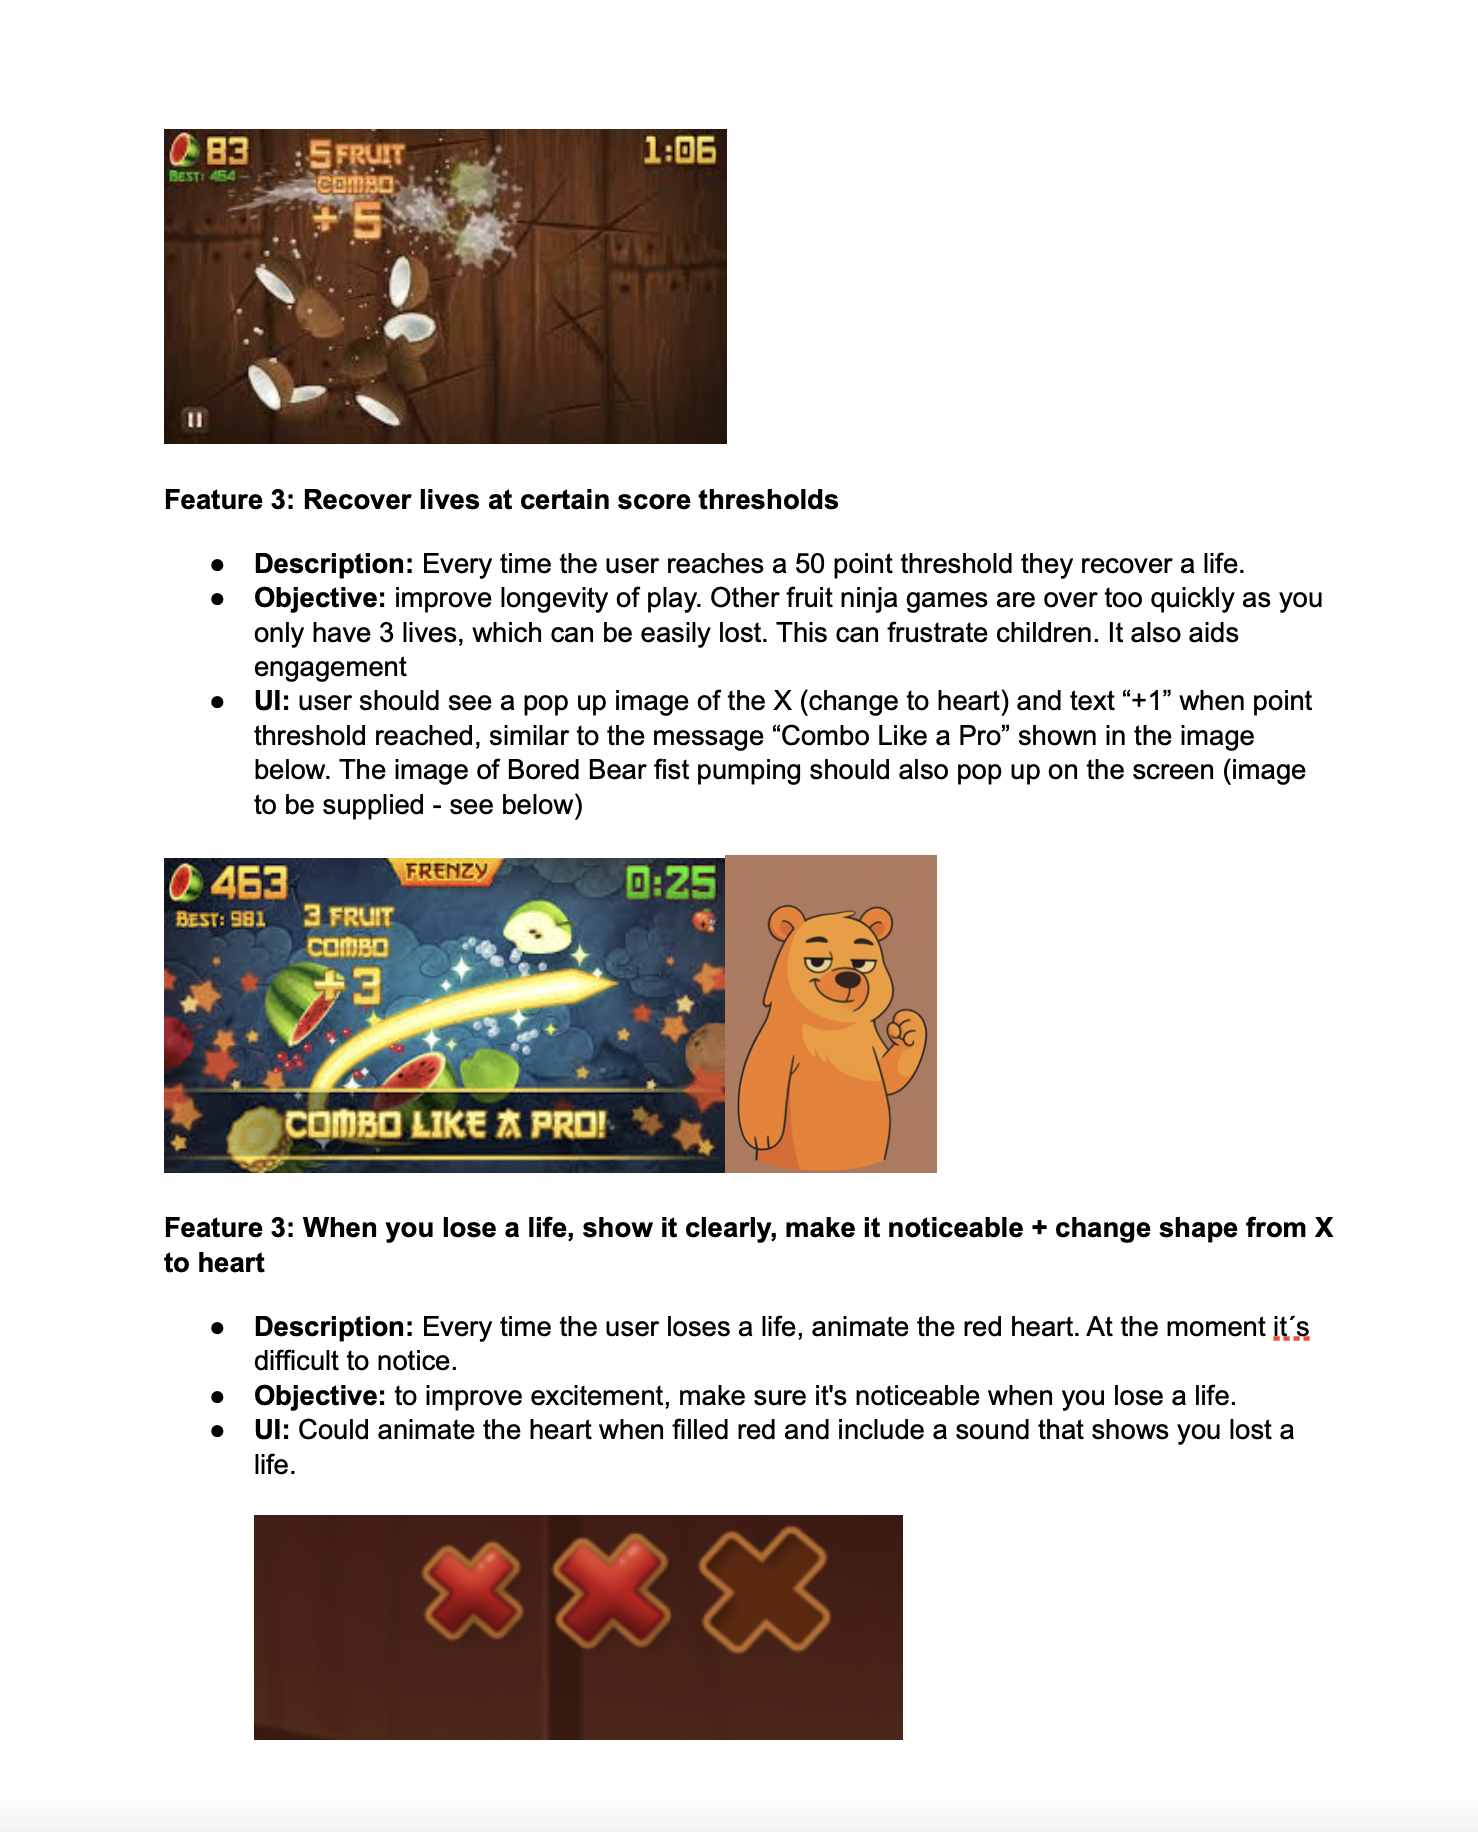 83
BEST: 454
5 FRUIT
COMBO
+ 5
1:06
Feature 3: Recover lives at certain score thresholds
● Description: Every time the user reaches a 50 point threshold they recover a life.
● Objective: improve longevity of play. Other fruit ninja games are over too quickly as you
only have 3 lives, which can be easily lost. This can frustrate children. It also aids
engagement
● UI: user should see a pop up image of the X (change to heart) and text “+1” when point
threshold reached, similar to the message “Combo Like a Pro” shown in the image
below. The image of Bored Bear fist pumping should also pop up on the screen (image
to be supplied - see below)
463
BEST: 981
FRENZY
0:25
3 FRUIT
COMBO
+3
COMBO LIKE A PRO!
Feature 3: When you lose a life, show it clearly, make it noticeable + change shape from X
to heart
● Description: Every time the user loses a life, animate the red heart. At the moment it´s
difficult to notice.
● Objective: to improve excitement, make sure it's noticeable when you lose a life.
● UI: Could animate the heart when filled red and include a sound that shows you lost a
life.